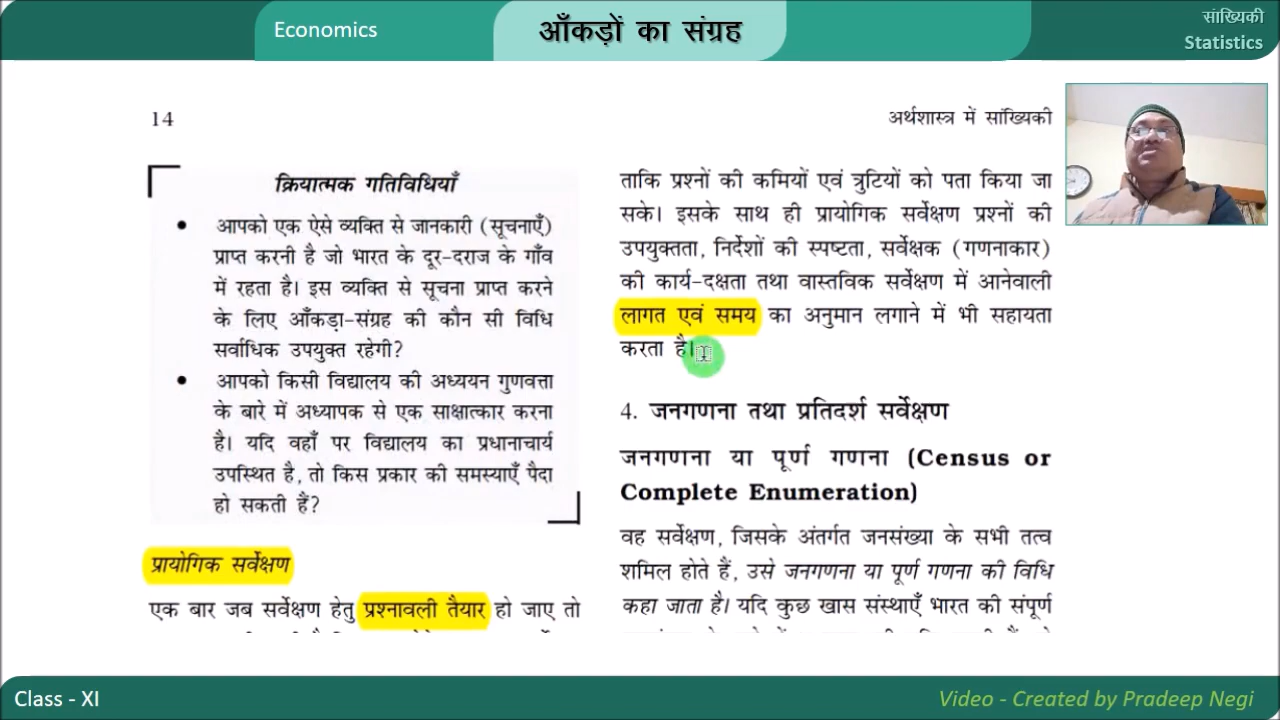 Economics
आँकड़ों का संग्रह
सांख्यिकी
Statistics
14
अर्थशास्त्र में सांख्यिकी
क्रियात्मक गतिविधियाँ
• आपको एक ऐसे व्यक्ति से जानकारी (सूचनाएँ)
प्राप्त करनी है जो भारत के दूर-दराज के गाँव
में रहता है। इस व्यक्ति से सूचना प्राप्त करने
के लिए आँकड़ा-संग्रह की कौन सी विधि
सर्वाधिक उपयुक्त रहेगी?
• आपको किसी विद्यालय की अध्ययन गुणवत्ता
के बारे में अध्यापक से एक साक्षात्कार करना
है। यदि वहाँ पर विद्यालय का प्रधानाचार्य
उपस्थित है, तो किस प्रकार की समस्याएँ पैदा
हो सकती हैं?
प्रायोगिक सर्वेक्षण
एक बार जब सर्वेक्षण हेतु प्रश्नावली तैयार हो जाए तो
ताकि प्रश्नों की कमियों एवं त्रुटियों को पता किया जा
सके। इसके साथ ही प्रायोगिक सर्वेक्षण प्रश्नों की
उपयुक्तता, निर्देशों की स्पष्टता, सर्वेक्षक (गणनाकार)
की कार्य-दक्षता तथा वास्तविक सर्वेक्षण में आनेवाली
लागत एवं समय का अनुमान लगाने में भी सहायता
करता है।
4. जनगणना तथा प्रतिदर्श सर्वेक्षण
जनगणना या पूर्ण गणना (Census or
Complete Enumeration)
वह सर्वेक्षण, जिसके अंतर्गत जनसंख्या के सभी तत्व
शमिल होते हैं, उसे जनगणना या पूर्ण गणना की विधि
कहा जाता है। यदि कुछ खास संस्थाएँ भारत की संपूर्ण
Class - XI
Video - Created by Pradeep Negi